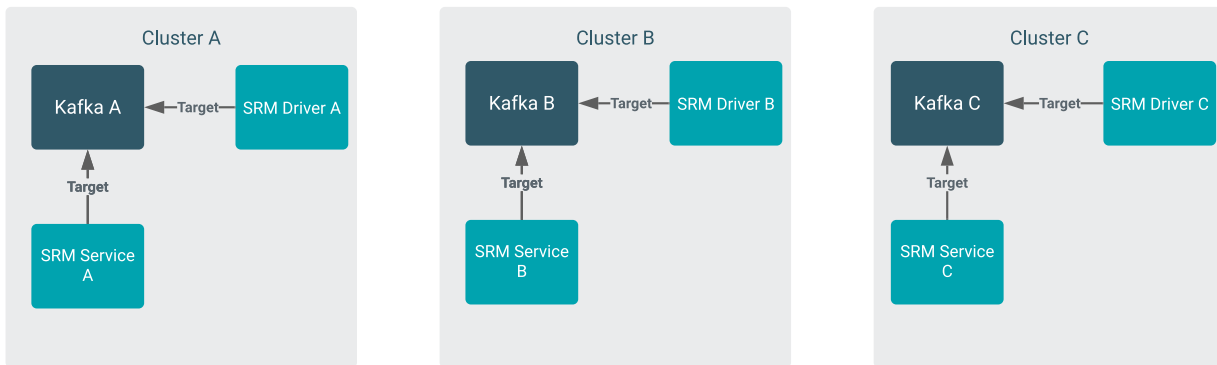 Cluster A
Kafka A
Target
SRM Driver A
Target
SRM Service
A
Cluster B
Kafka B
Target
SRM Driver B
Target
SRM Service
B
Cluster C
Kafka C
Target
SRM Driver C
Target
SRM Service
C